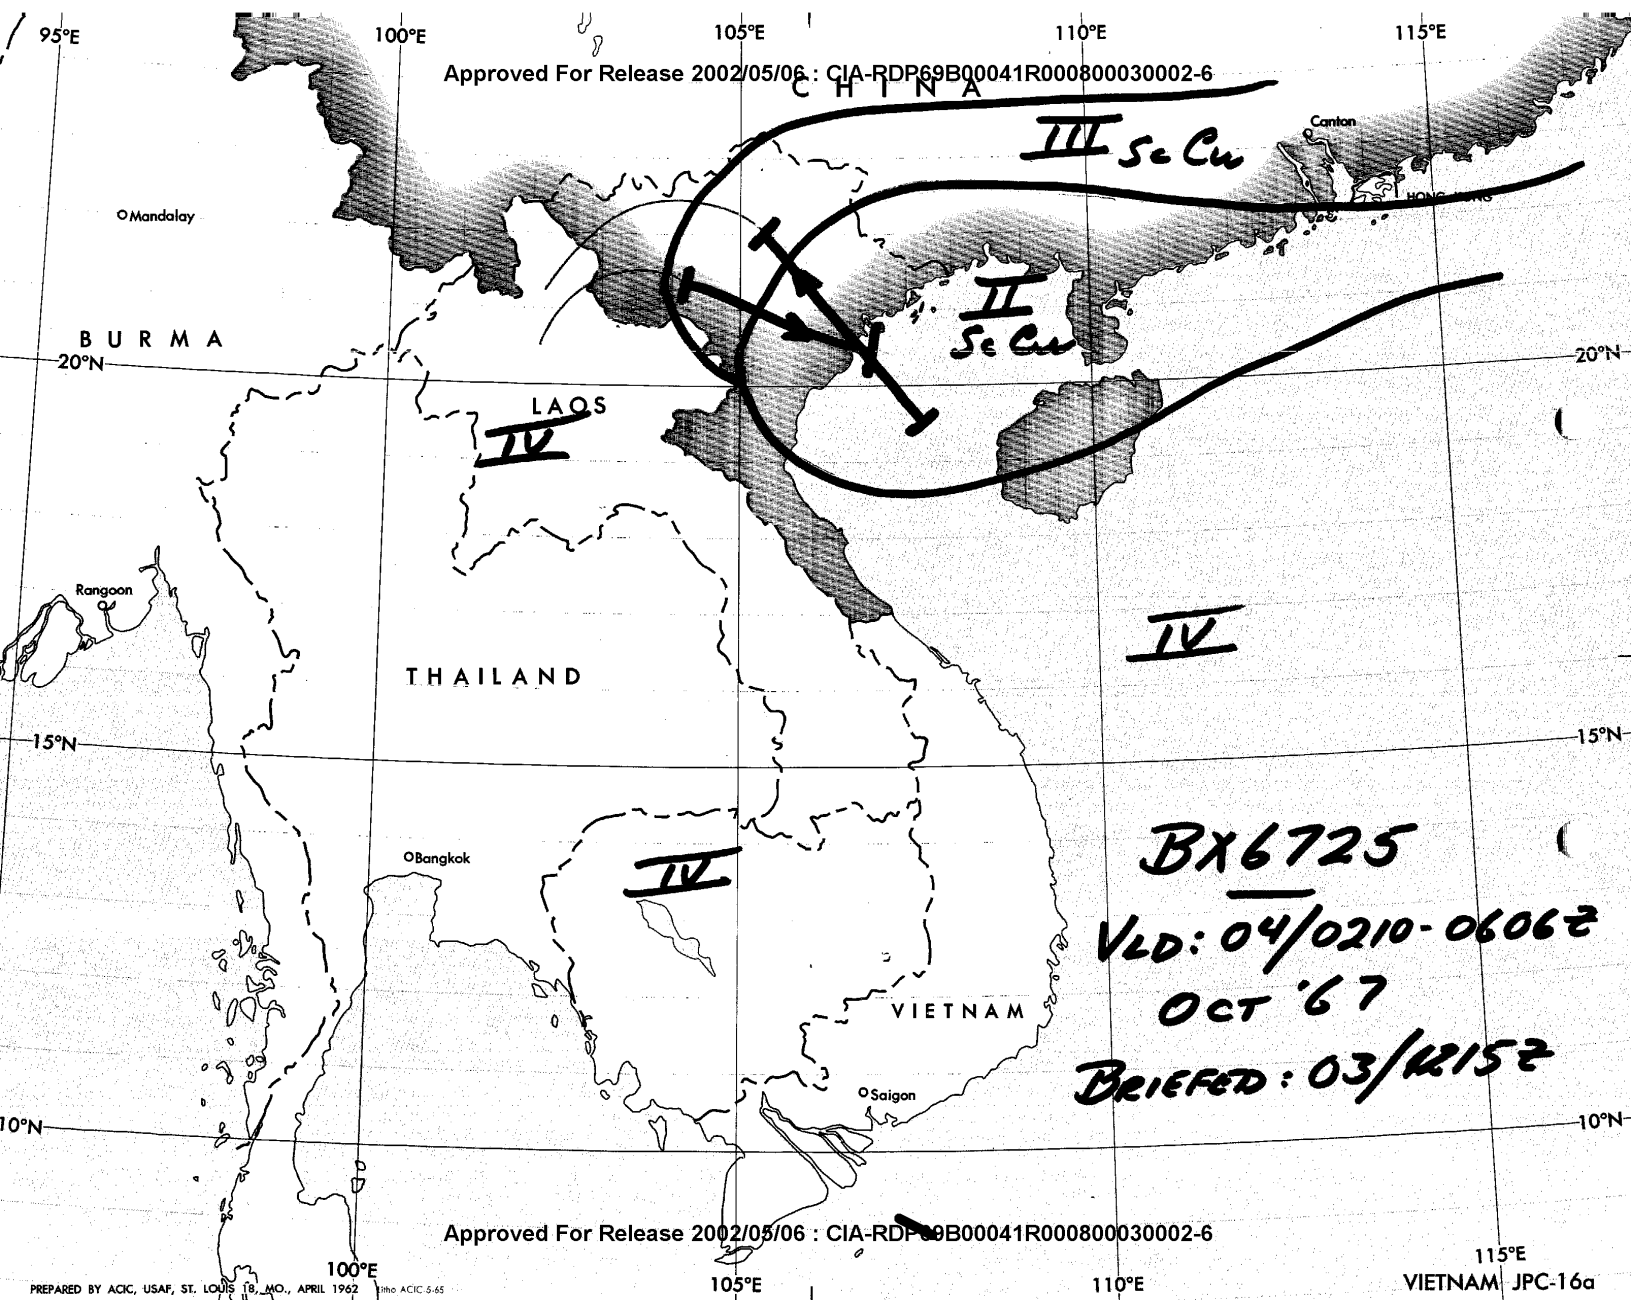 95°E 100°E 105°E 110°E 115°E
Approved For Release 2002/05/06 : CIA-RDP69B00041R000800030002-6
CHINA
Canton
III Sc Cu
HONG KONG
Mandalay
II
Sc Cu
BURMA
20°N 20°N
LAOS
IV
Rangoon
IV
THAILAND
15°N 15°N
BX6725
Bangkok
IV
VLD: 04/0210-0606Z
OCT '67
VIETNAM
BRIEFED: 03/1215Z
Saigon
10°N 10°N
Approved For Release 2002/05/06 : CIA-RDP69B00041R000800030002-6
100°E 105°E 110°E 115°E
PREPARED BY ACIC, USAF, ST. LOUIS 18, MO., APRIL 1962 Litho ACIC 5-65
VIETNAM JPC-16a